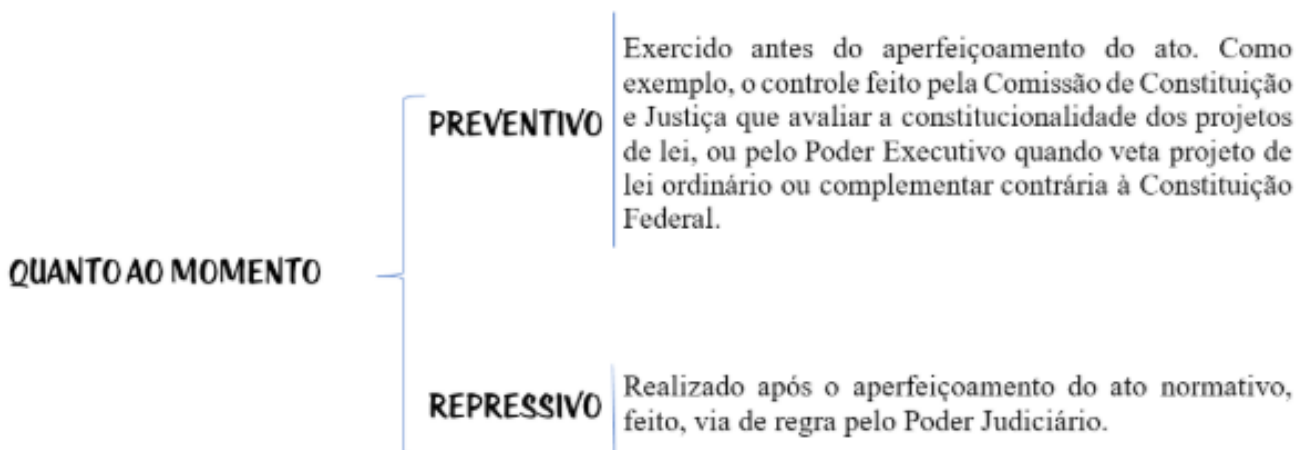 PREVENTIVO
Exercido antes do aperfeiçoamento do ato. Como
exemplo, o controle feito pela Comissão de Constituição
e Justiça que avaliar a constitucionalidade dos projetos
de lei, ou pelo Poder Executivo quando veta projeto de
lei ordinário ou complementar contrária à Constituição
Federal.
QUANTO AO MOMENTO
REPRESSIVO
Realizado após o aperfeiçoamento do ato normativo,
feito, via de regra pelo Poder Judiciário.